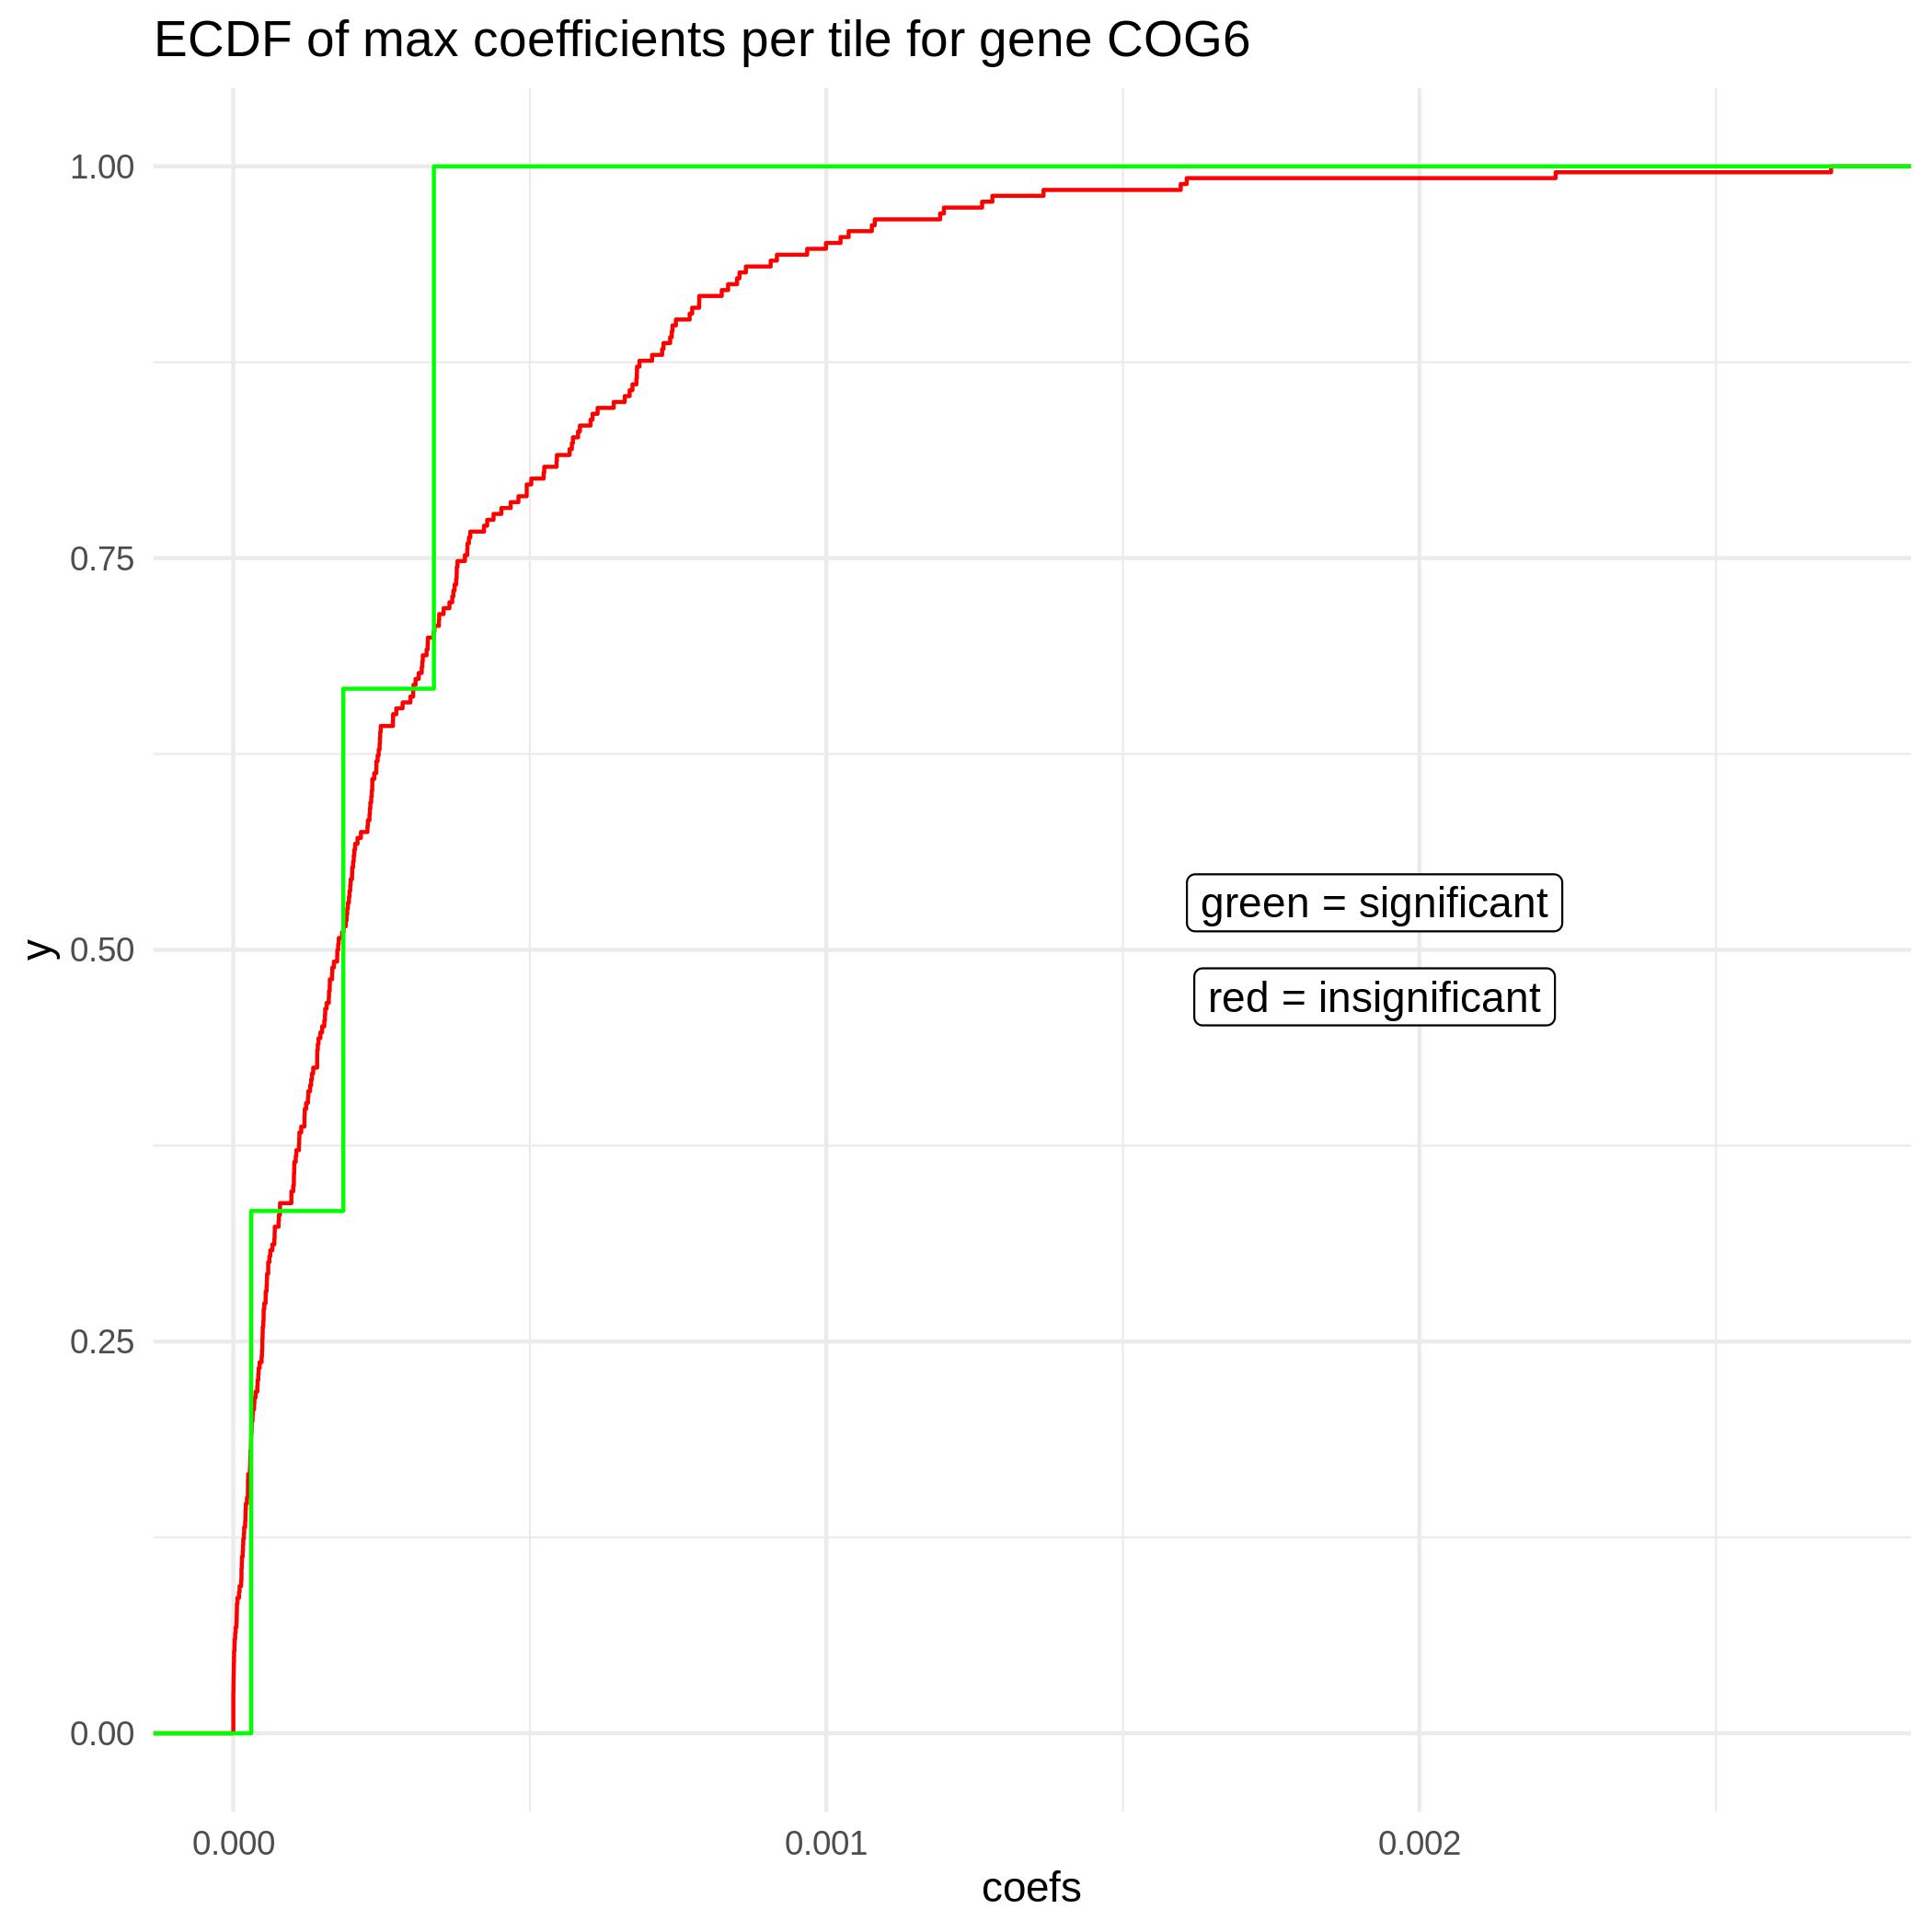 ECDF of max coefficients per tile for gene COG6
1.00
0.75
0.50
0.25
0.00
y
green = significant
red = insignificant
0.000
0.001
0.002
coefs